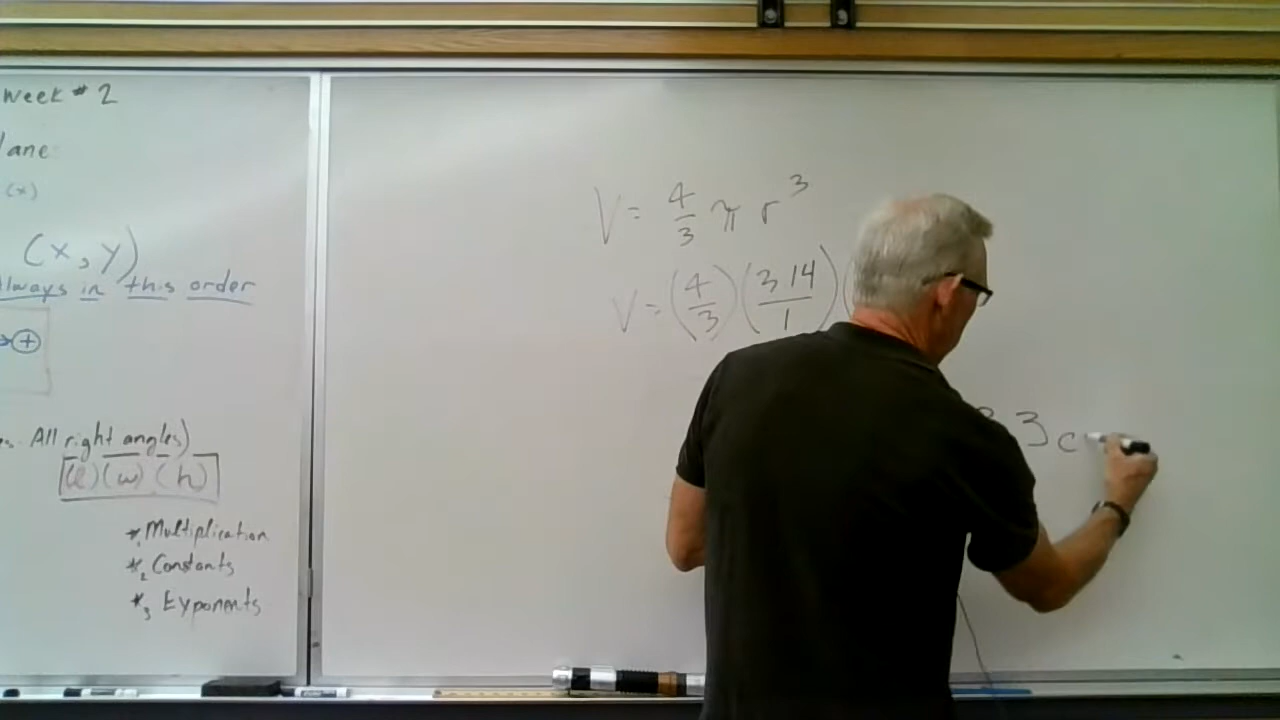 Week # 2
lane
(x)
(x, y)
Always in this order
+
All right angles)
(l)(w)(h)
*1 Multiplication
*2 Constants
*3 Exponents
V = 4/3 π r³
V = (4/3)(3.14/1)(
3 c